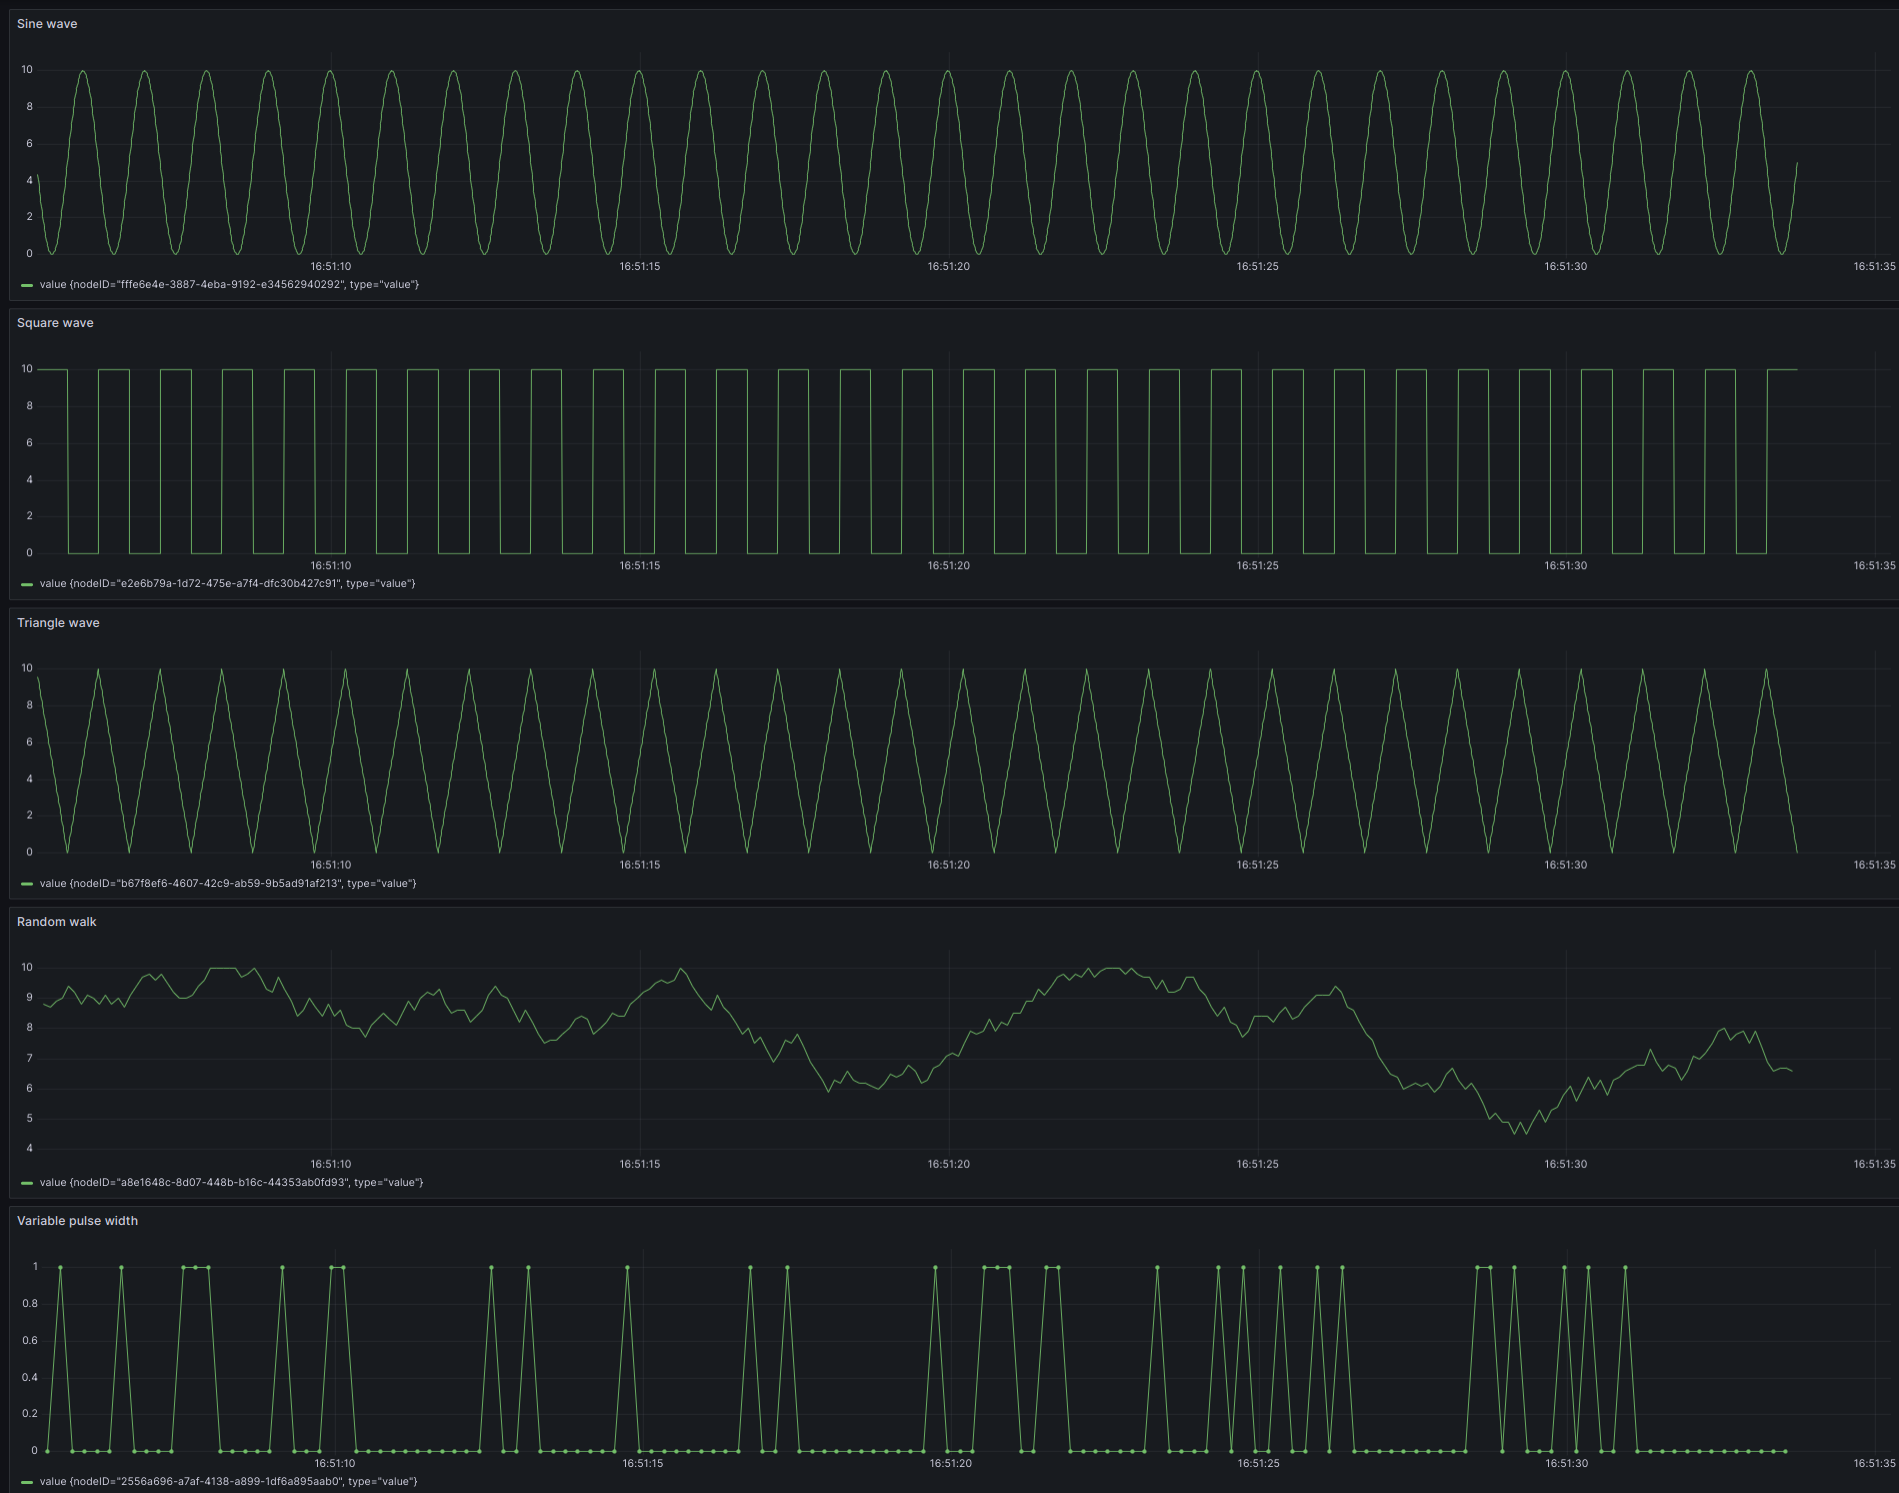 Sine wave
10
8
6
4
2
0
16:51:10 16:51:15 16:51:20 16:51:25 16:51:30 16:51:35
value {nodeID="fffe6e4e-3887-4eba-9192-e34562940292", type="value"}
Square wave
10
8
6
4
2
0
16:51:10 16:51:15 16:51:20 16:51:25 16:51:30 16:51:35
value {nodeID="e2e6b79a-1d72-475e-a7f4-dfc30b427c91", type="value"}
Triangle wave
10
8
6
4
2
0
16:51:10 16:51:15 16:51:20 16:51:25 16:51:30 16:51:35
value {nodeID="b67f8ef6-4607-42c9-ab59-9b5ad91af213", type="value"}
Random walk
10
9
8
7
6
5
4
16:51:10 16:51:15 16:51:20 16:51:25 16:51:30 16:51:35
value {nodeID="a8e1648c-8d07-448b-b16c-44353ab0fd93", type="value"}
Variable pulse width
1
0.8
0.6
0.4
0.2
0
16:51:10 16:51:15 16:51:20 16:51:25 16:51:30 16:51:35
value {nodeID="2556a696-a7af-4138-a899-1df6a895aab0", type="value"}